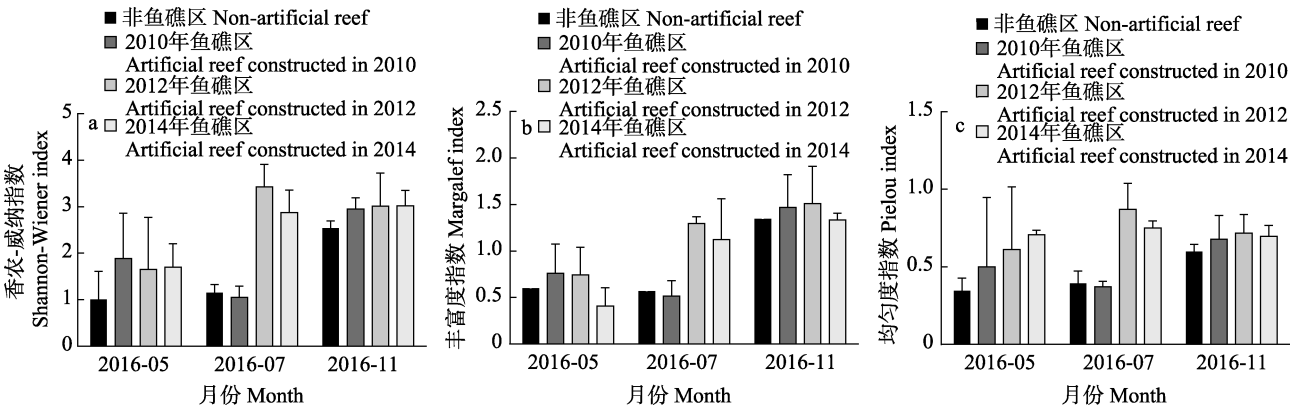 非鱼礁区 Non-artificial reef
2010年鱼礁区
Artificial reef constructed in 2010
2012年鱼礁区
Artificial reef constructed in 2012
2014年鱼礁区
Artificial reef constructed in 2014
a
5
4
3
2
1
0
香农-威纳指数
Shannon-Wiener index
2016-05 2016-07 2016-11
月份 Month
非鱼礁区 Non-artificial reef
2010年鱼礁区
Artificial reef constructed in 2010
2012年鱼礁区
Artificial reef constructed in 2012
2014年鱼礁区
Artificial reef constructed in 2014
b
2.5
2.0
1.5
1.0
0.5
0
丰富度指数 Margalef index
2016-05 2016-07 2016-11
月份 Month
非鱼礁区 Non-artificial reef
2010年鱼礁区
Artificial reef constructed in 2010
2012年鱼礁区
Artificial reef constructed in 2012
2014年鱼礁区
Artificial reef constructed in 2014
c
1.5
1.0
0.5
0
均匀度指数 Pielou index
2016-05 2016-07 2016-11
月份 Month